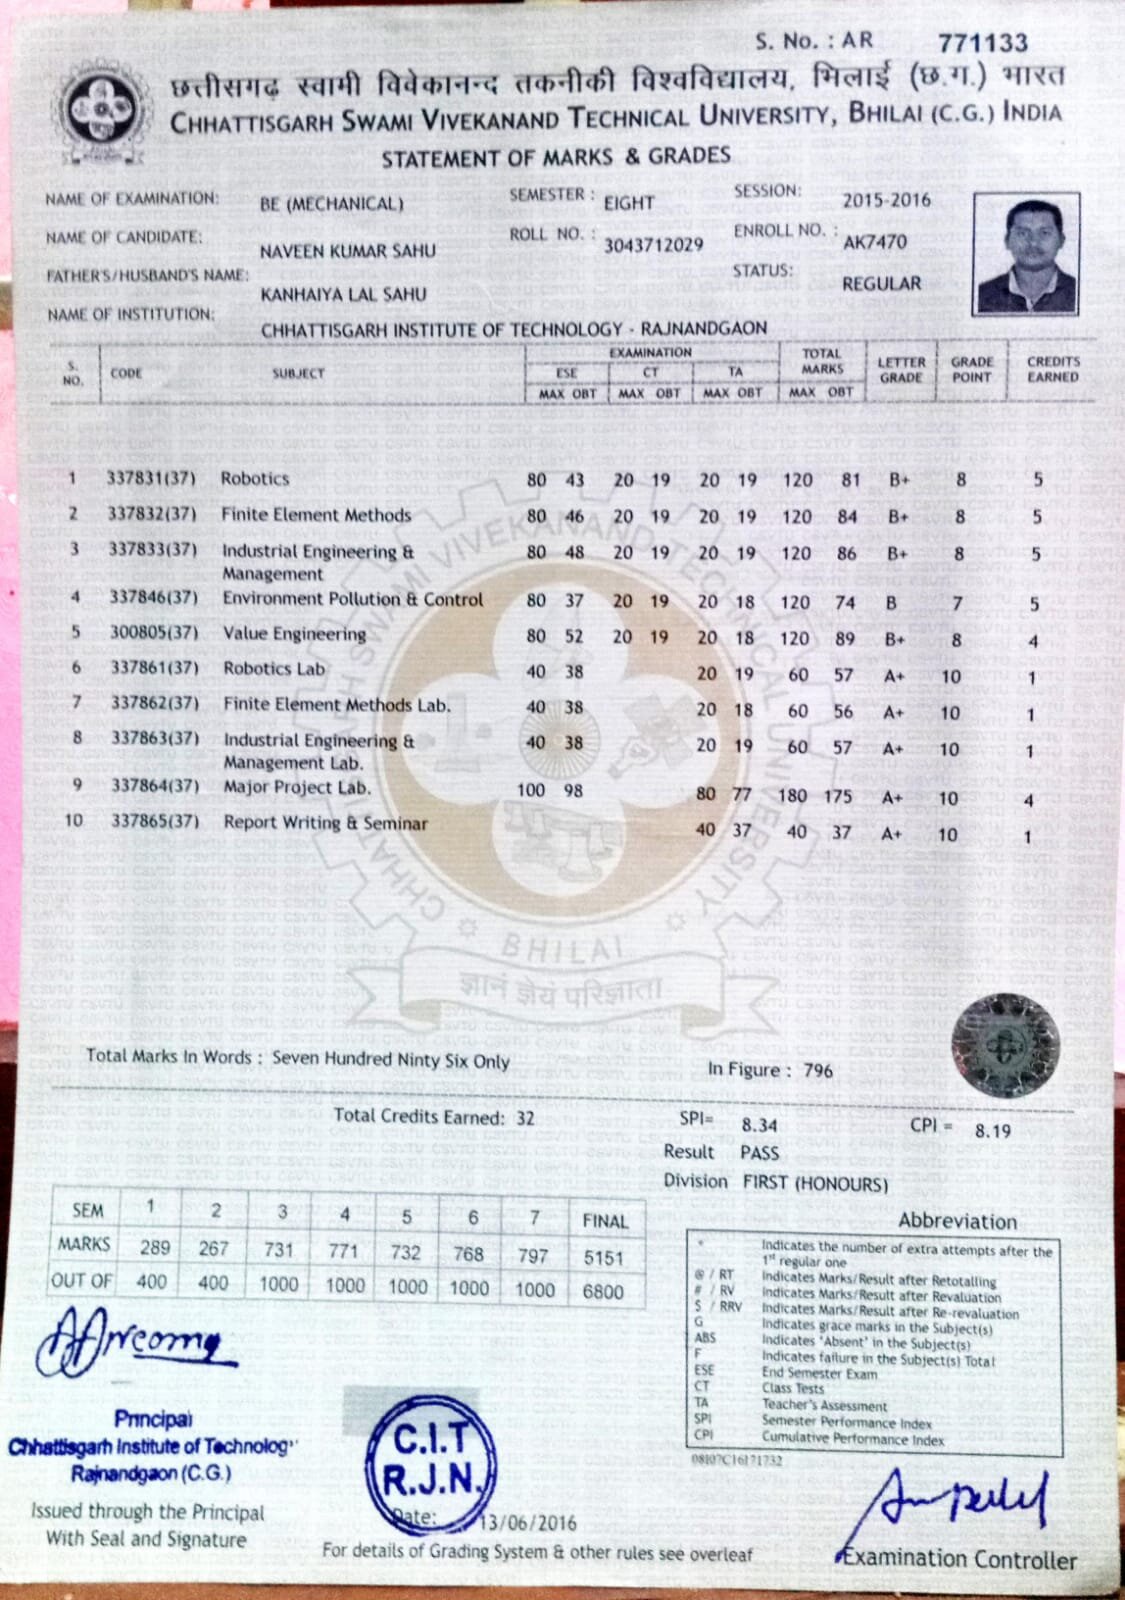 S. No. : AR 771133
छत्तीसगढ़ स्वामी विवेकानन्द तकनीकी विश्वविद्यालय, भिलाई (छ.ग.) भारत
CHHATTISGARH SWAMI VIVEKANAND TECHNICAL UNIVERSITY, BHILAI (C.G.) INDIA
STATEMENT OF MARKS & GRADES
NAME OF EXAMINATION: BE (MECHANICAL) SEMESTER : EIGHT SESSION: 2015-2016
NAME OF CANDIDATE: NAVEEN KUMAR SAHU ROLL NO. : 3043712029 ENROLL NO. : AK7470
FATHER'S/HUSBAND'S NAME: KANHAIYA LAL SAHU STATUS: REGULAR
NAME OF INSTITUTION: CHHATTISGARH INSTITUTE OF TECHNOLOGY - RAJNANDGAON
S. NO. CODE SUBJECT EXAMINATION TOTAL MARKS LETTER GRADE GRADE POINT CREDITS EARNED
ESE CT TA
MAX OBT MAX OBT MAX OBT MAX OBT
1 337831(37) Robotics 80 43 20 19 20 19 120 81 B+ 8 5
2 337832(37) Finite Element Methods 80 46 20 19 20 19 120 84 B+ 8 5
3 337833(37) Industrial Engineering & 80 48 20 19 20 19 120 86 B+ 8 5
Management
4 337846(37) Environment Pollution & Control 80 37 20 19 20 18 120 74 B 7 5
5 300805(37) Value Engineering 80 52 20 19 20 18 120 89 B+ 8 4
6 337861(37) Robotics Lab 40 38 20 19 60 57 A+ 10 1
7 337862(37) Finite Element Methods Lab. 40 38 20 18 60 56 A+ 10 1
8 337863(37) Industrial Engineering & 40 38 20 19 60 57 A+ 10 1
Management Lab.
9 337864(37) Major Project Lab. 100 98 80 77 180 175 A+ 10 4
10 337865(37) Report Writing & Seminar 40 37 40 37 A+ 10 1
CHHATTISGARH SWAMI VIVEKANAND TECHNICAL UNIVERSITY
BHILAI
ज्ञानं ज्ञेयं परिज्ञाता
Total Marks In Words : Seven Hundred Ninty Six Only In Figure : 796
Total Credits Earned: 32 SPI= 8.34 CPI = 8.19
Result PASS
Division FIRST (HONOURS)
SEM 1 2 3 4 5 6 7 FINAL
MARKS 289 267 731 771 732 768 797 5151
OUT OF 400 400 1000 1000 1000 1000 1000 6800
Abbreviation
* Indicates the number of extra attempts after the
1st regular one
@ / RT Indicates Marks/Result after Retotalling
# / RV Indicates Marks/Result after Revaluation
$ / RRV Indicates Marks/Result after Re-revaluation
G Indicates grace marks in the Subject(s)
ABS Indicates 'Absent' in the Subject(s)
F Indicates failure in the Subject(s) Total
ESE End Semester Exam
CT Class Tests
TA Teacher's Assessment
SPI Semester Performance Index
CPI Cumulative Performance Index
08107C16171732
Principal
Chhattisgarh Institute of Technology
Rajnandgaon (C.G.)
C.I.T
R.J.N.
Issued through the Principal
With Seal and Signature
Date: 13/06/2016
For details of Grading System & other rules see overleaf
Examination Controller